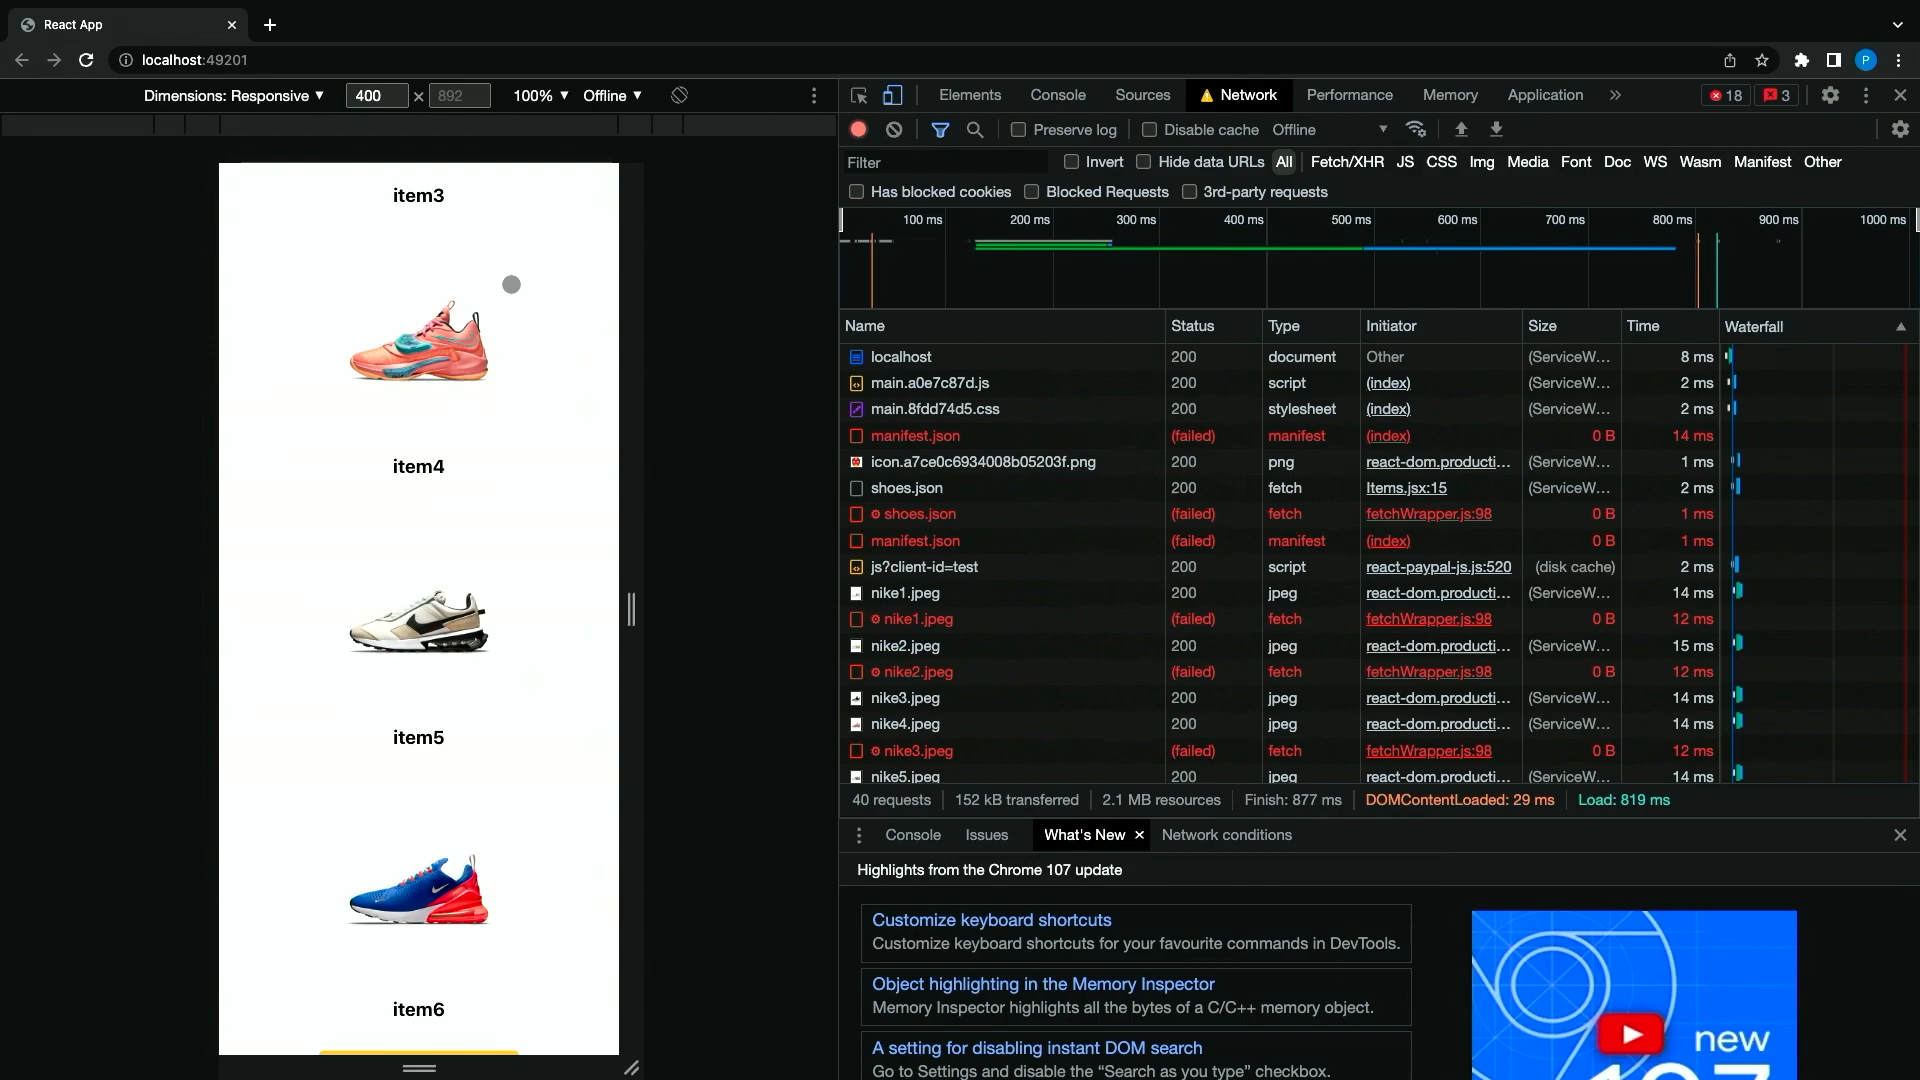 React App
localhost:49201
P
Dimensions: Responsive ▼ 400 × 892 100% ▼ Offline ▼
item3
item4
item5
item6
Elements Console Sources Network Performance Memory Application » 18 3
Preserve log Disable cache Offline ▼
Filter Invert Hide data URLs All Fetch/XHR JS CSS Img Media Font Doc WS Wasm Manifest Other
Has blocked cookies Blocked Requests 3rd-party requests
100 ms 200 ms 300 ms 400 ms 500 ms 600 ms 700 ms 800 ms 900 ms 1000 ms
Name Status Type Initiator Size Time Waterfall
localhost 200 document Other (ServiceW... 8 ms
main.a0e7c87d.js 200 script (index) (ServiceW... 2 ms
main.8fdd74d5.css 200 stylesheet (index) (ServiceW... 2 ms
manifest.json (failed) manifest (index) 0 B 14 ms
icon.a7ce0c6934008b05203f.png 200 png react-dom.producti... (ServiceW... 1 ms
shoes.json 200 fetch Items.jsx:15 (ServiceW... 2 ms
shoes.json (failed) fetch fetchWrapper.js:98 0 B 1 ms
manifest.json (failed) manifest (index) 0 B 1 ms
js?client-id=test 200 script react-paypal-js.js:520 (disk cache) 2 ms
nike1.jpeg 200 jpeg react-dom.producti... (ServiceW... 14 ms
nike1.jpeg (failed) fetch fetchWrapper.js:98 0 B 12 ms
nike2.jpeg 200 jpeg react-dom.producti... (ServiceW... 15 ms
nike2.jpeg (failed) fetch fetchWrapper.js:98 0 B 12 ms
nike3.jpeg 200 jpeg react-dom.producti... (ServiceW... 14 ms
nike4.jpeg 200 jpeg react-dom.producti... (ServiceW... 14 ms
nike3.jpeg (failed) fetch fetchWrapper.js:98 0 B 12 ms
nike5.jpeg 200 jpeg react-dom.producti... (ServiceW... 14 ms
40 requests 152 kB transferred 2.1 MB resources Finish: 877 ms DOMContentLoaded: 29 ms Load: 819 ms
Console Issues What's New × Network conditions
Highlights from the Chrome 107 update
Customize keyboard shortcuts
Customize keyboard shortcuts for your favourite commands in DevTools.
Object highlighting in the Memory Inspector
Memory Inspector highlights all the bytes of a C/C++ memory object.
A setting for disabling instant DOM search
Go to Settings and disable the “Search as you type” checkbox.
new
107